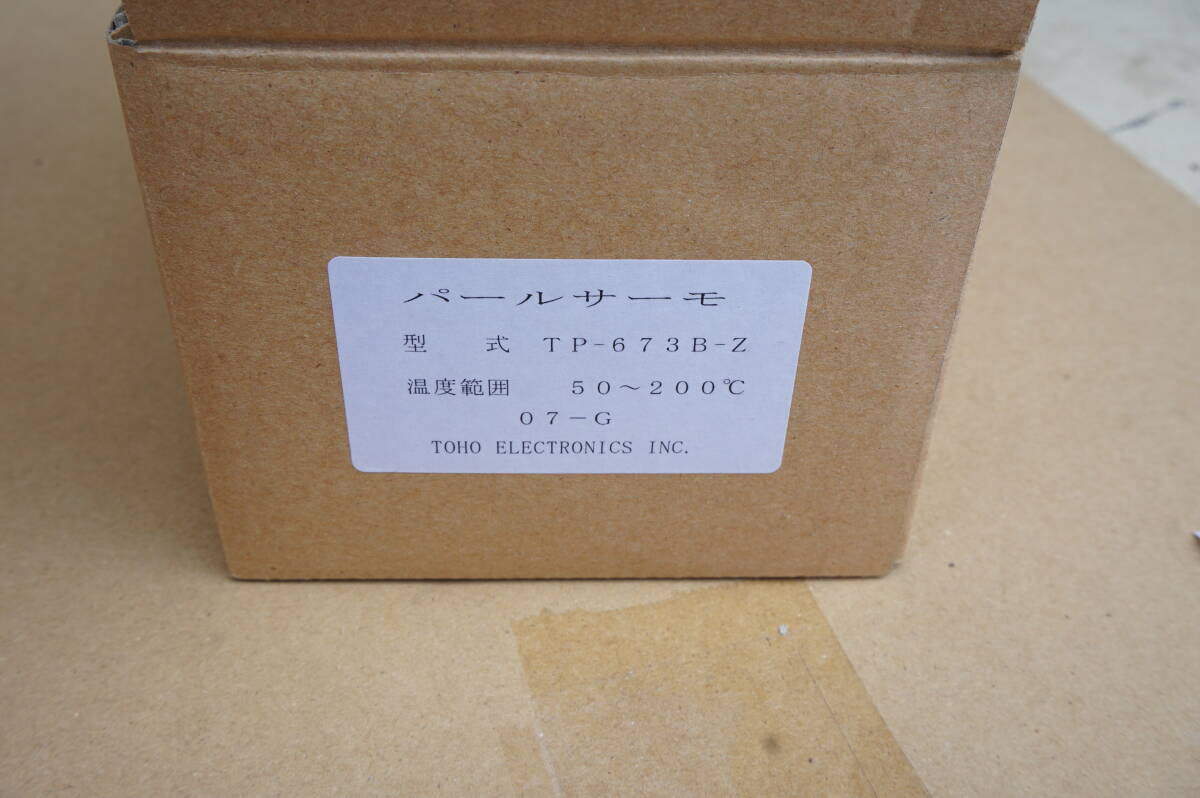 パールサーモ
型　　式　ＴＰ-６７３Ｂ-Ｚ
温度範囲　　５０～２００℃
０７－Ｇ
TOHO ELECTRONICS INC.